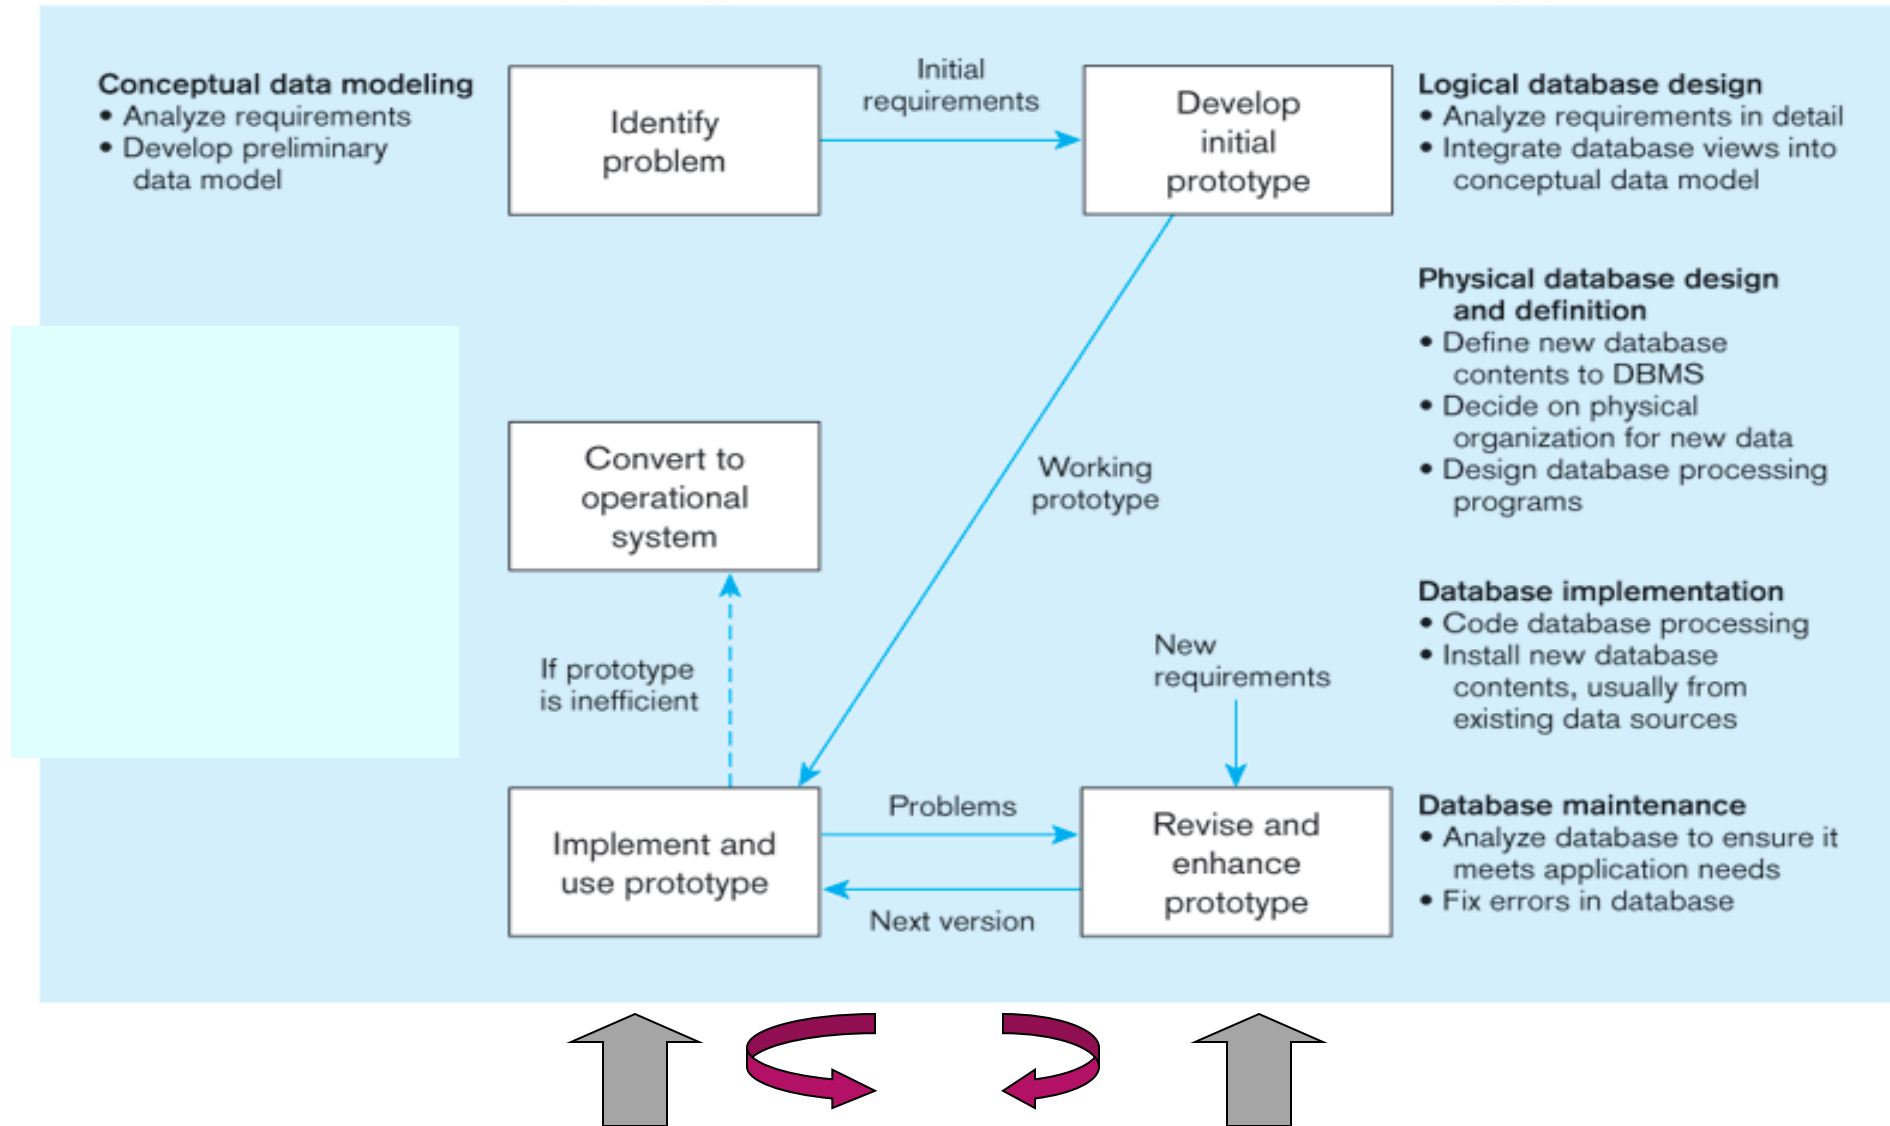 Conceptual data modeling
• Analyze requirements
• Develop preliminary
data model
Identify
problem
Initial
requirements
Develop
initial
prototype
Logical database design
• Analyze requirements in detail
• Integrate database views into
conceptual data model
Physical database design
and definition
• Define new database
contents to DBMS
• Decide on physical
organization for new data
• Design database processing
programs
Convert to
operational
system
Working
prototype
Database implementation
• Code database processing
• Install new database
contents, usually from
existing data sources
If prototype
is inefficient
New
requirements
Implement and
use prototype
Problems
Next version
Revise and
enhance
prototype
Database maintenance
• Analyze database to ensure it
meets application needs
• Fix errors in database